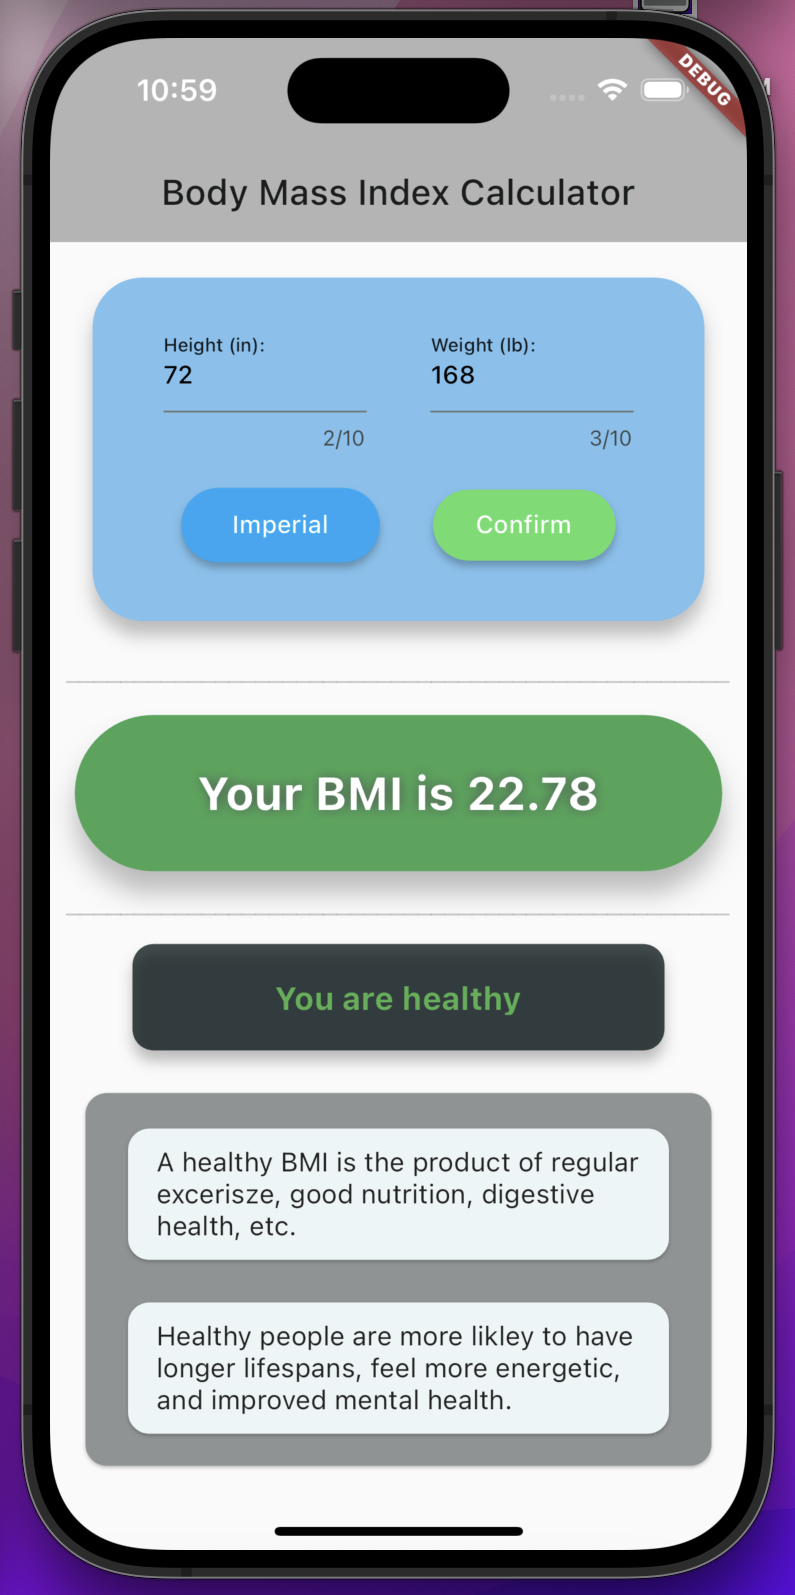 10:59
DEBUG
Body Mass Index Calculator
Height (in):
72
2/10
Weight (lb):
168
3/10
Imperial
Confirm
Your BMI is 22.78
You are healthy
A healthy BMI is the product of regular
excerisze, good nutrition, digestive
health, etc.
Healthy people are more likley to have
longer lifespans, feel more energetic,
and improved mental health.